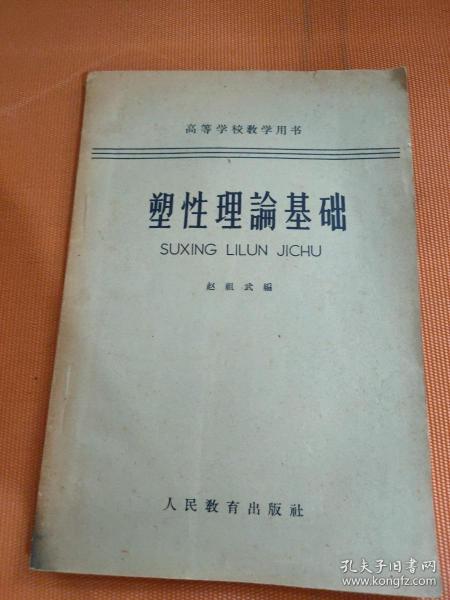 高等学校教学用书
塑性理論基础
SUXING LILUN JICHU
赵祖武編
人民教育出版社
孔夫子旧书网
www.kongfz.com